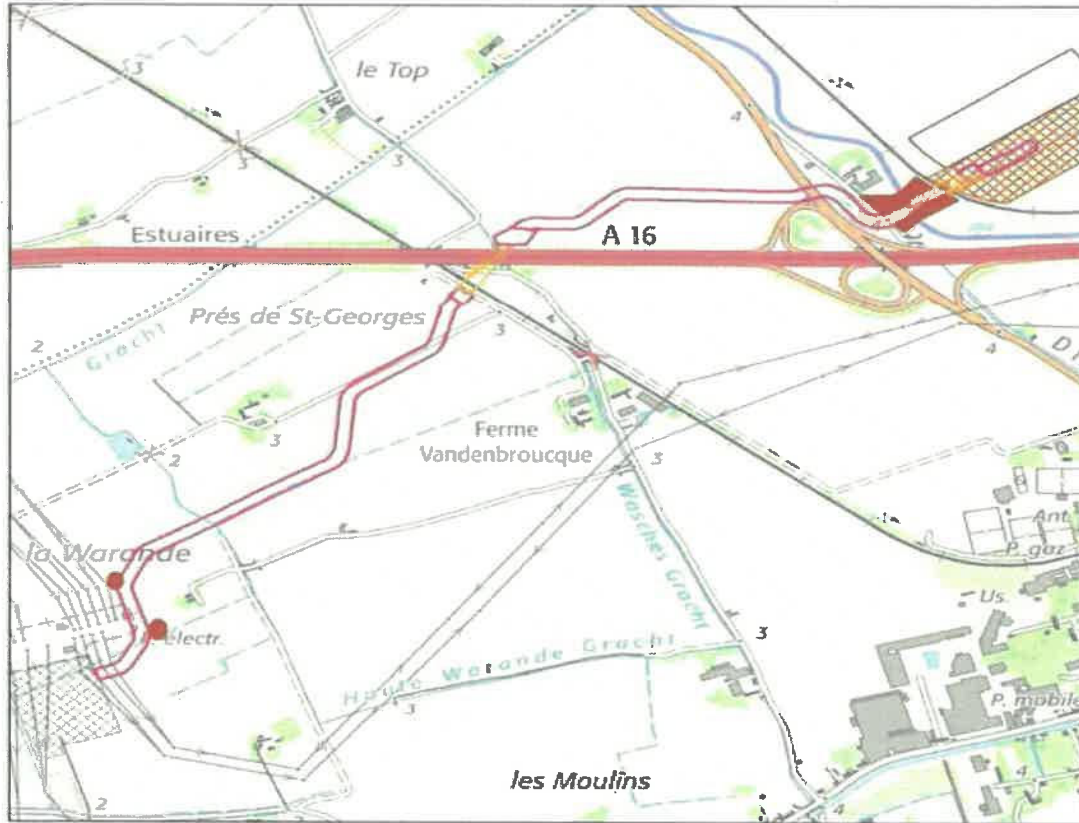 3
le Top
4
3
3
Estuaires
A 16
Prés de St-Georges
2
Gracht
3
4
3
2
Ferme
Vandenbroucque
3
Wasches Gracht
Ant.
la Warande
P. gaz
Us.
électr.
3
Haute Warande Gracht
3
P. mobile
les Moulins
2
2
4
4